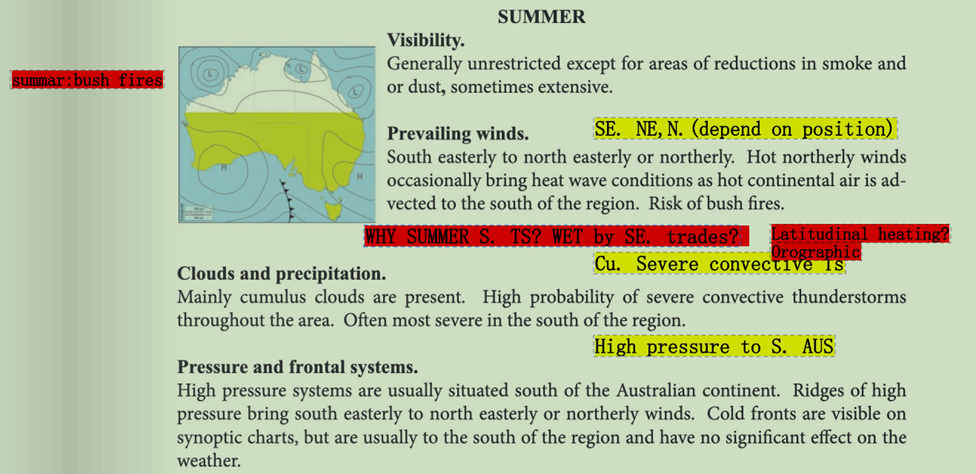 SUMMER
Visibility.
Generally unrestricted except for areas of reductions in smoke and
or dust, sometimes extensive.
summar:bush fires
Prevailing winds.
SE. NE,N.(depend on position)
South easterly to north easterly or northerly. Hot northerly winds
occasionally bring heat wave conditions as hot continental air is ad-
vected to the south of the region. Risk of bush fires.
L
L
H
H
WHY SUMMER S. TS? WET by SE. trades?
Latitudinal heating?
Orographic
Cu. Severe convective Ts
Clouds and precipitation.
Mainly cumulus clouds are present. High probability of severe convective thunderstorms
throughout the area. Often most severe in the south of the region.
High pressure to S. AUS
Pressure and frontal systems.
High pressure systems are usually situated south of the Australian continent. Ridges of high
pressure bring south easterly to north easterly or northerly winds. Cold fronts are visible on
synoptic charts, but are usually to the south of the region and have no significant effect on the
weather.